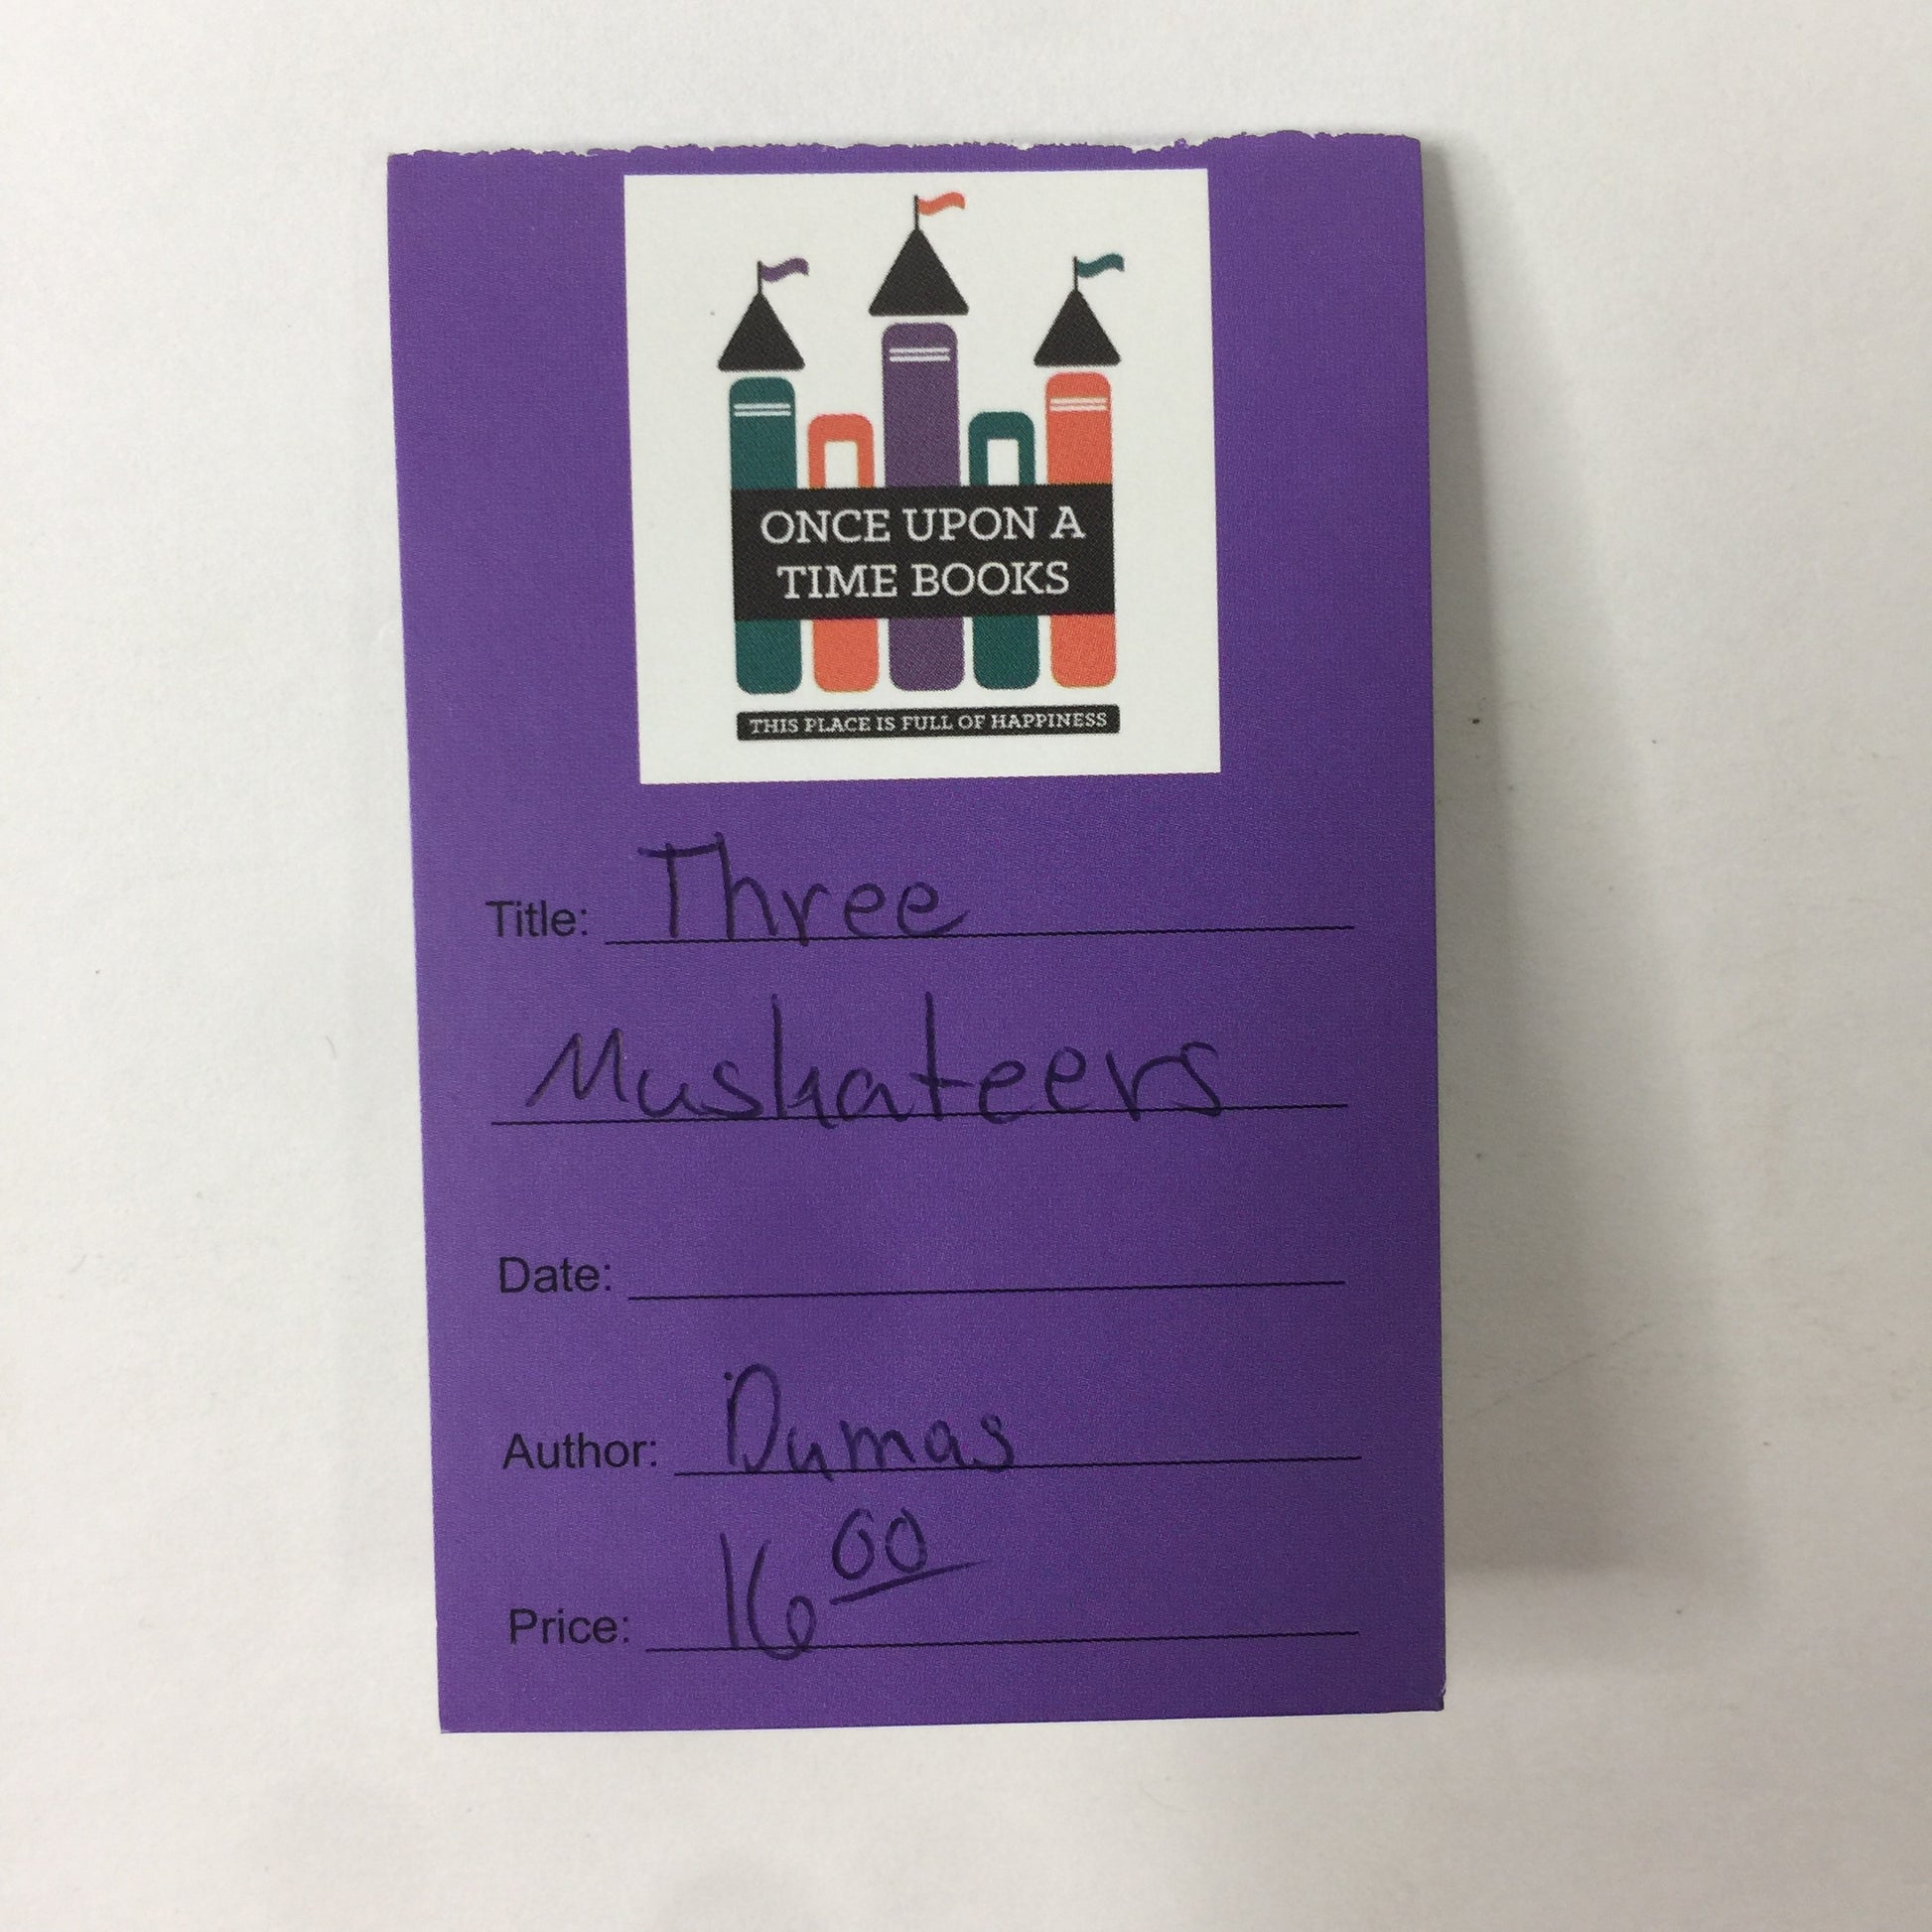 ONCE UPON A
TIME BOOKS
THIS PLACE IS FULL OF HAPPINESS
Title: Three
Muskateers
Date:
Author: Dumas
Price: 16 00